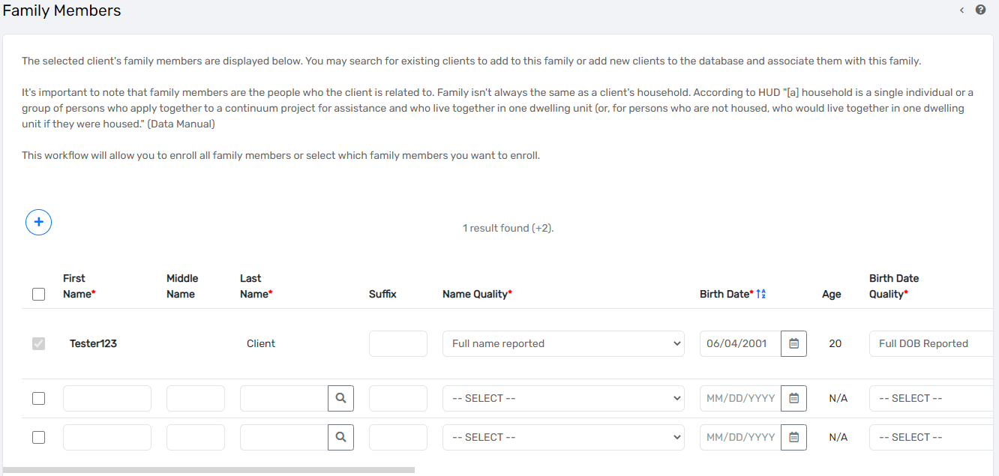 Family Members
The selected client's family members are displayed below. You may search for existing clients to add to this family or add new clients to the database and associate them with this family.
It's important to note that family members are the people who the client is related to. Family isn't always the same as a client's household. According to HUD "[a] household is a single individual or a
group of persons who apply together to a continuum project for assistance and who live together in one dwelling unit (or, for persons who are not housed, who would live together in one dwelling
unit if they were housed." (Data Manual)
This workflow will allow you to enroll all family members or select which family members you want to enroll.
1 result found (+2).
First Name* Middle Name Last Name* Suffix Name Quality* Birth Date* Age Birth Date Quality*
Tester123 Client Full name reported 06/04/2001 20 Full DOB Reported
-- SELECT -- MM/DD/YYYY N/A -- SELECT --
-- SELECT -- MM/DD/YYYY N/A -- SELECT --